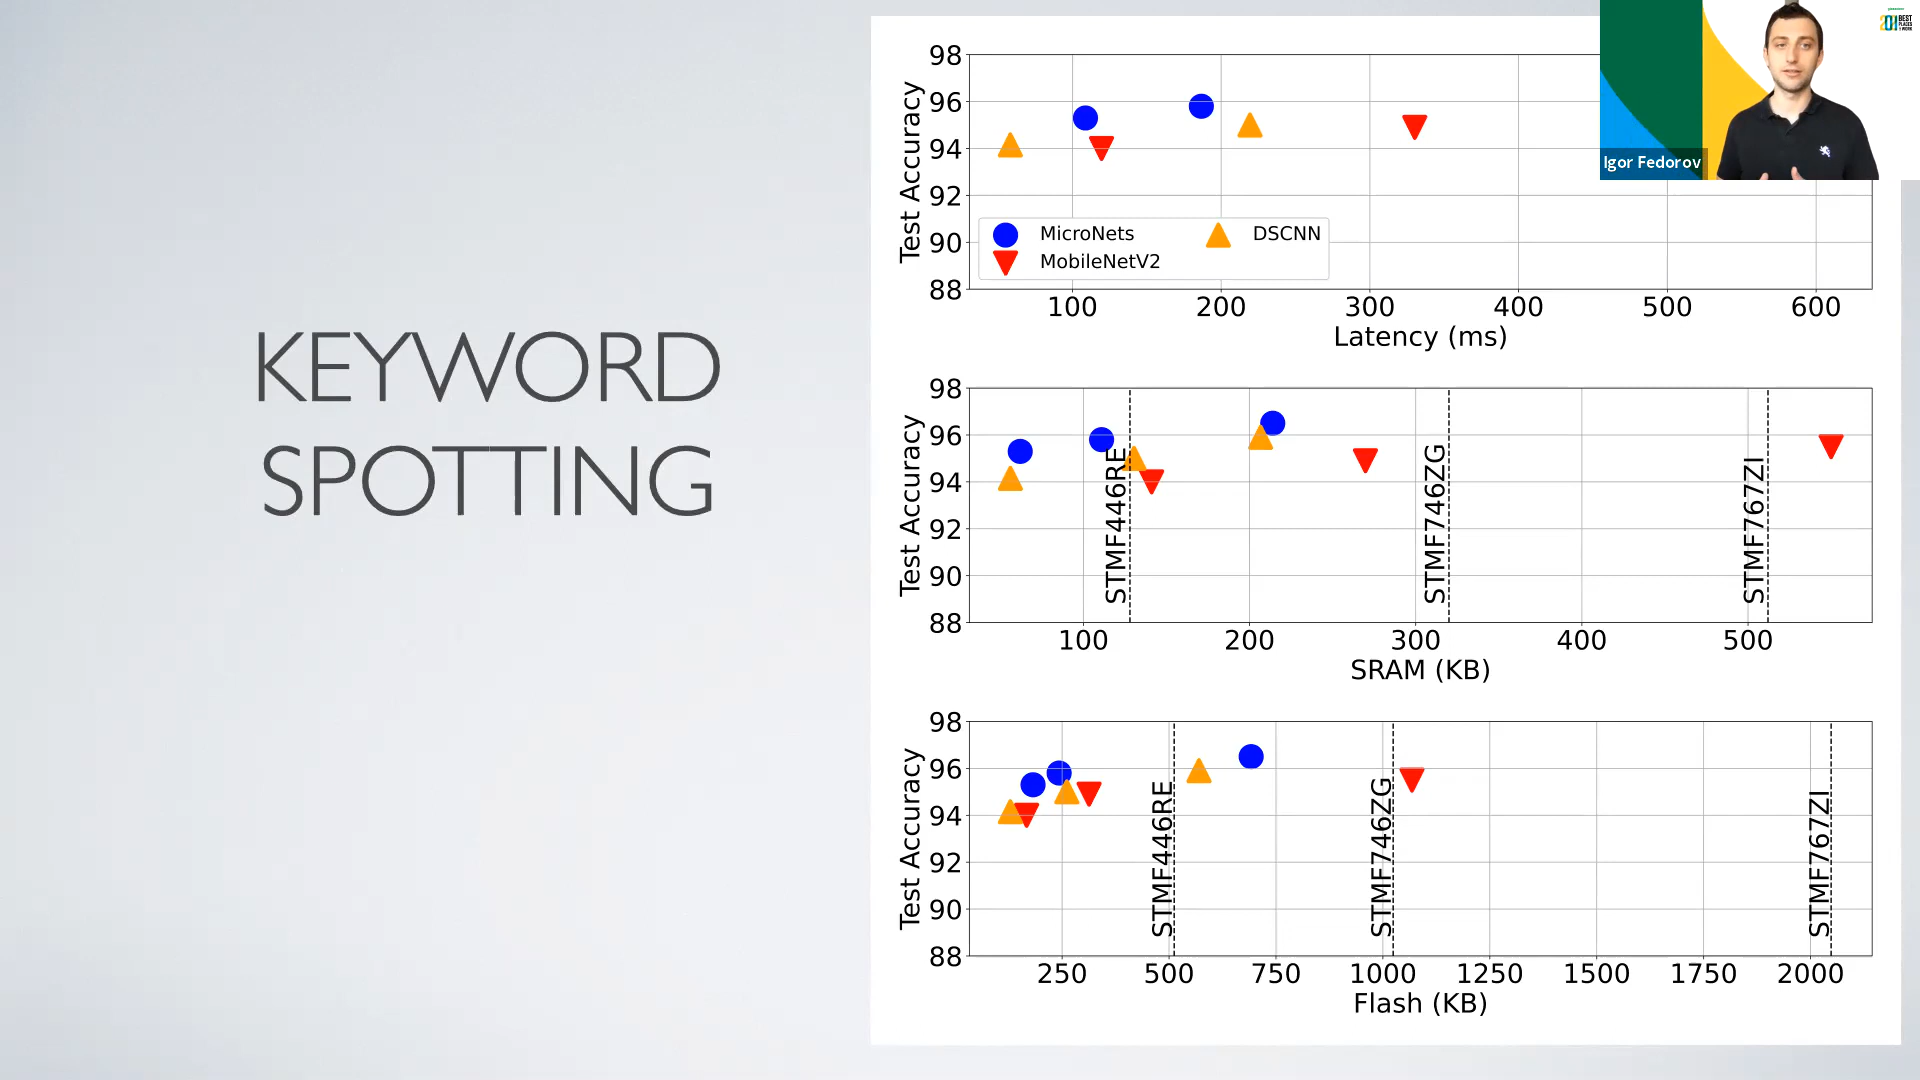 KEYWORD
SPOTTING
98
96
94
92
90
88
Test Accuracy
MicroNets
DSCNN
MobileNetV2
100 200 300 400 500 600
Latency (ms)
98
96
94
92
90
88
Test Accuracy
STMF446RE
STMF746ZG
STMF767ZI
100 200 300 400 500
SRAM (KB)
98
96
94
92
90
88
Test Accuracy
STMF446RE
STMF746ZG
STMF767ZI
250 500 750 1000 1250 1500 1750 2000
Flash (KB)
Igor Fedorov
BEST
PLACES